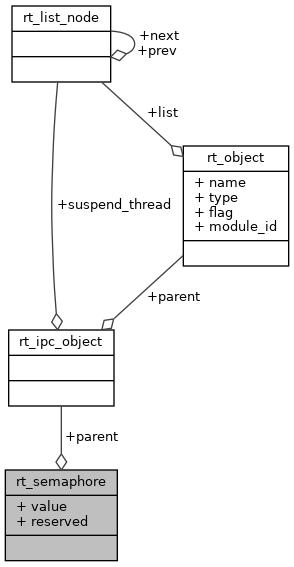 rt_list_node
+next
+prev
+list
rt_object
+ name
+ type
+ flag
+ module_id
+suspend_thread
+parent
rt_ipc_object
+parent
rt_semaphore
+ value
+ reserved